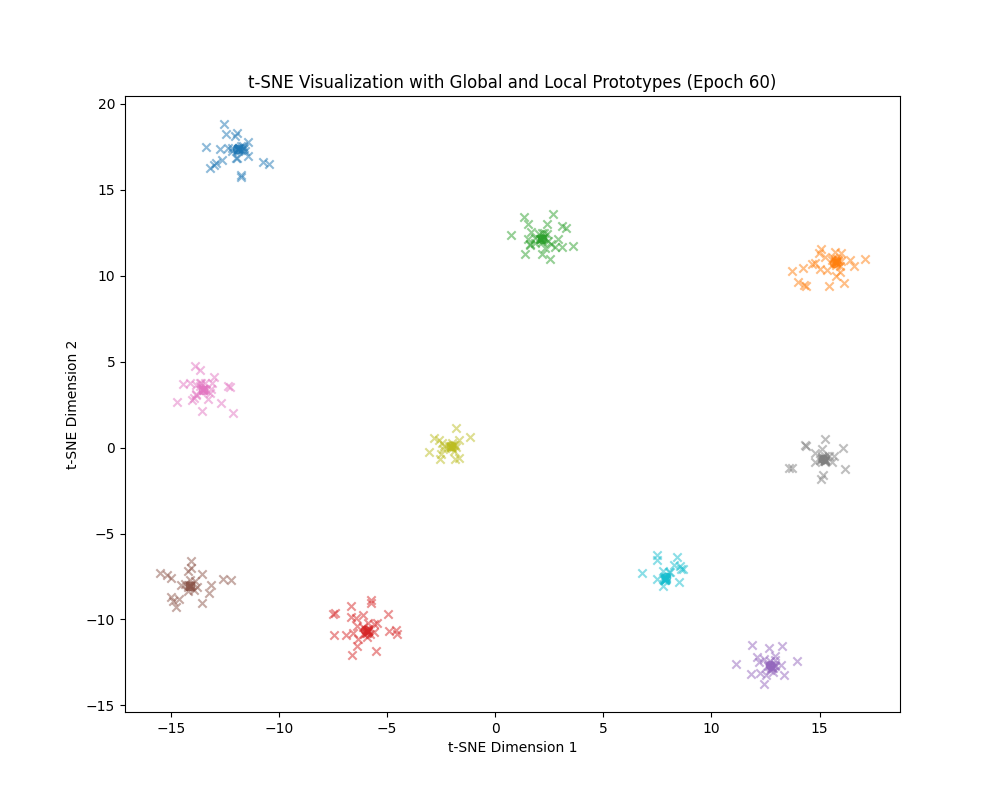 t-SNE Visualization with Global and Local Prototypes (Epoch 60)
20
15
10
5
0
−5
−10
−15
t-SNE Dimension 2
−15 −10 −5 0 5 10 15
t-SNE Dimension 1